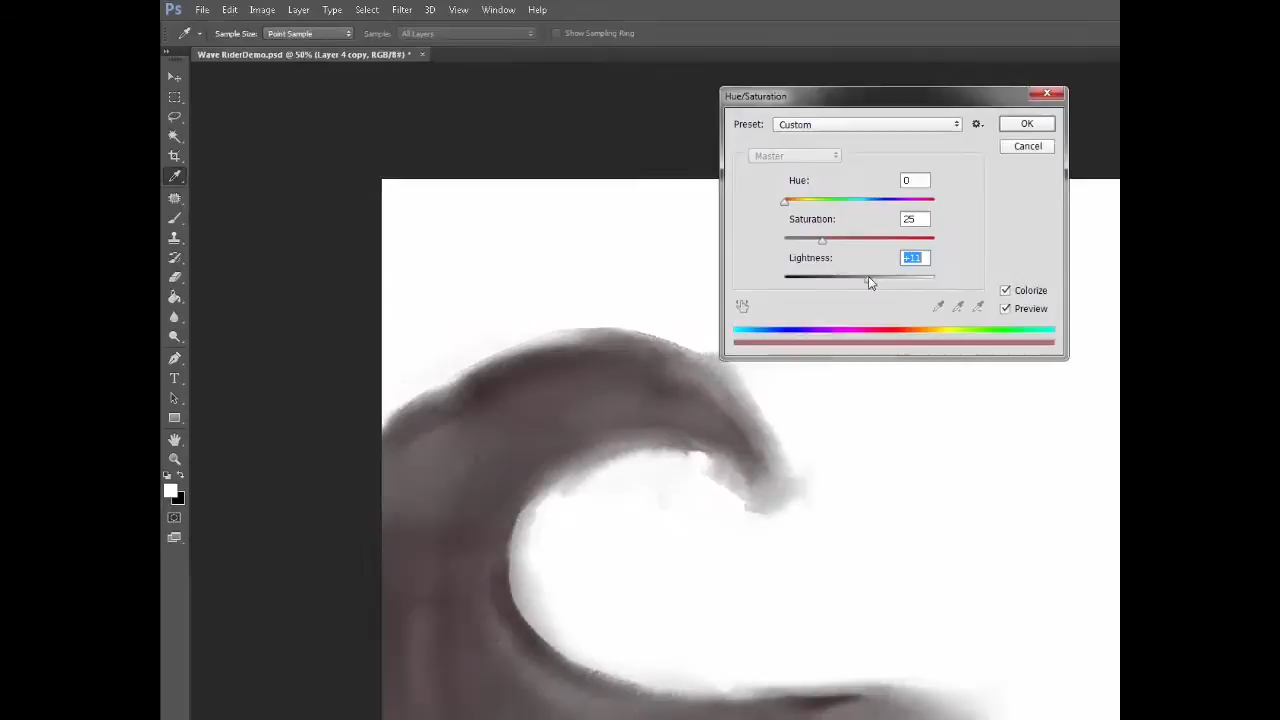 Ps File Edit Image Layer Type Select Filter 3D View Window Help
Sample Size: Point Sample Sample: All Layers Show Sampling Ring
Wave RiderDemo.psd @ 50% (Layer 4 copy, RGB/8#) * ×
Hue/Saturation
Preset: Custom OK
Cancel
Master
Hue: 0
Saturation: 25
Lightness: +11
Colorize
Preview
T